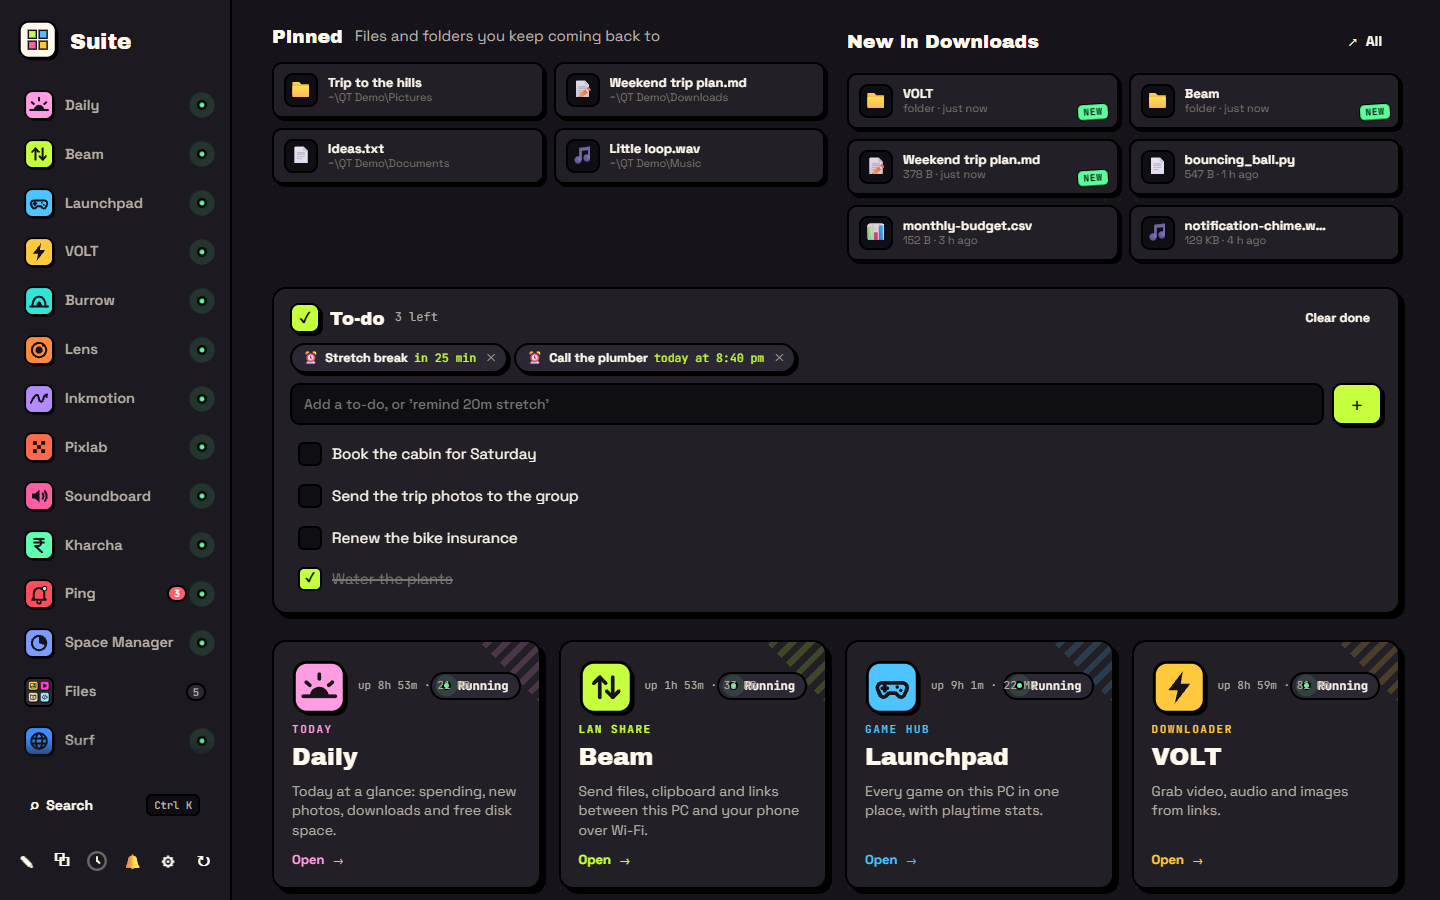 Suite
Daily
Beam
Launchpad
VOLT
Burrow
Lens
Inkmotion
Pixlab
Soundboard
Kharcha
Ping 3
Space Manager
Files 5
Surf
Search Ctrl K
Pinned Files and folders you keep coming back to
Trip to the hills
~\QT Demo\Pictures
Weekend trip plan.md
~\QT Demo\Downloads
Ideas.txt
~\QT Demo\Documents
Little loop.wav
~\QT Demo\Music
New In Downloads
↗ All
VOLT
folder · just now
NEW
Beam
folder · just now
NEW
Weekend trip plan.md
378 B · just now
NEW
bouncing_ball.py
547 B · 1 h ago
monthly-budget.csv
152 B · 3 h ago
notification-chime.w...
129 KB · 4 h ago
To-do 3 left
Clear done
Stretch break in 25 min ×
Call the plumber today at 8:40 pm ×
Add a to-do, or 'remind 20m stretch'
+
Book the cabin for Saturday
Send the trip photos to the group
Renew the bike insurance
Water the plants
up 8h 53m · Running
TODAY
Daily
Today at a glance: spending, new
photos, downloads and free disk
space.
Open →
up 1h 53m · Running
LAN SHARE
Beam
Send files, clipboard and links
between this PC and your phone
over Wi-Fi.
Open →
up 9h 1m · Running
GAME HUB
Launchpad
Every game on this PC in one
place, with playtime stats.
Open →
up 8h 59m · Running
DOWNLOADER
VOLT
Grab video, audio and images
from links.
Open →